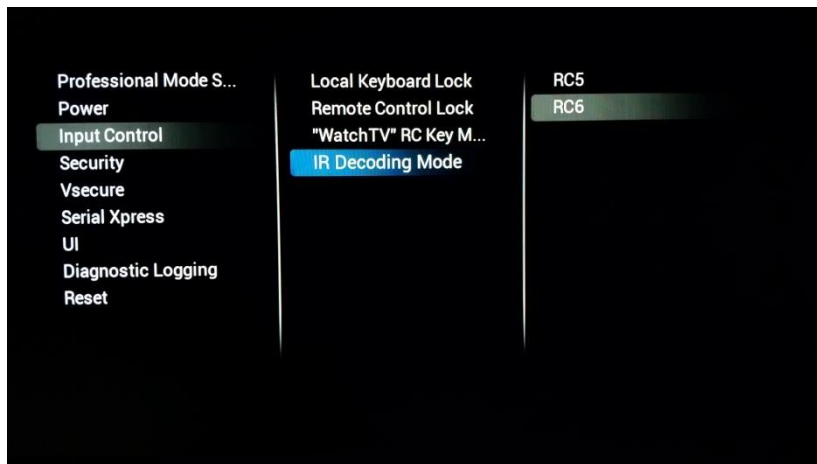 Professional Mode S...
Power
Input Control
Security
Vsecure
Serial Xpress
UI
Diagnostic Logging
Reset
Local Keyboard Lock
Remote Control Lock
"WatchTV" RC Key M...
IR Decoding Mode
RC5
RC6